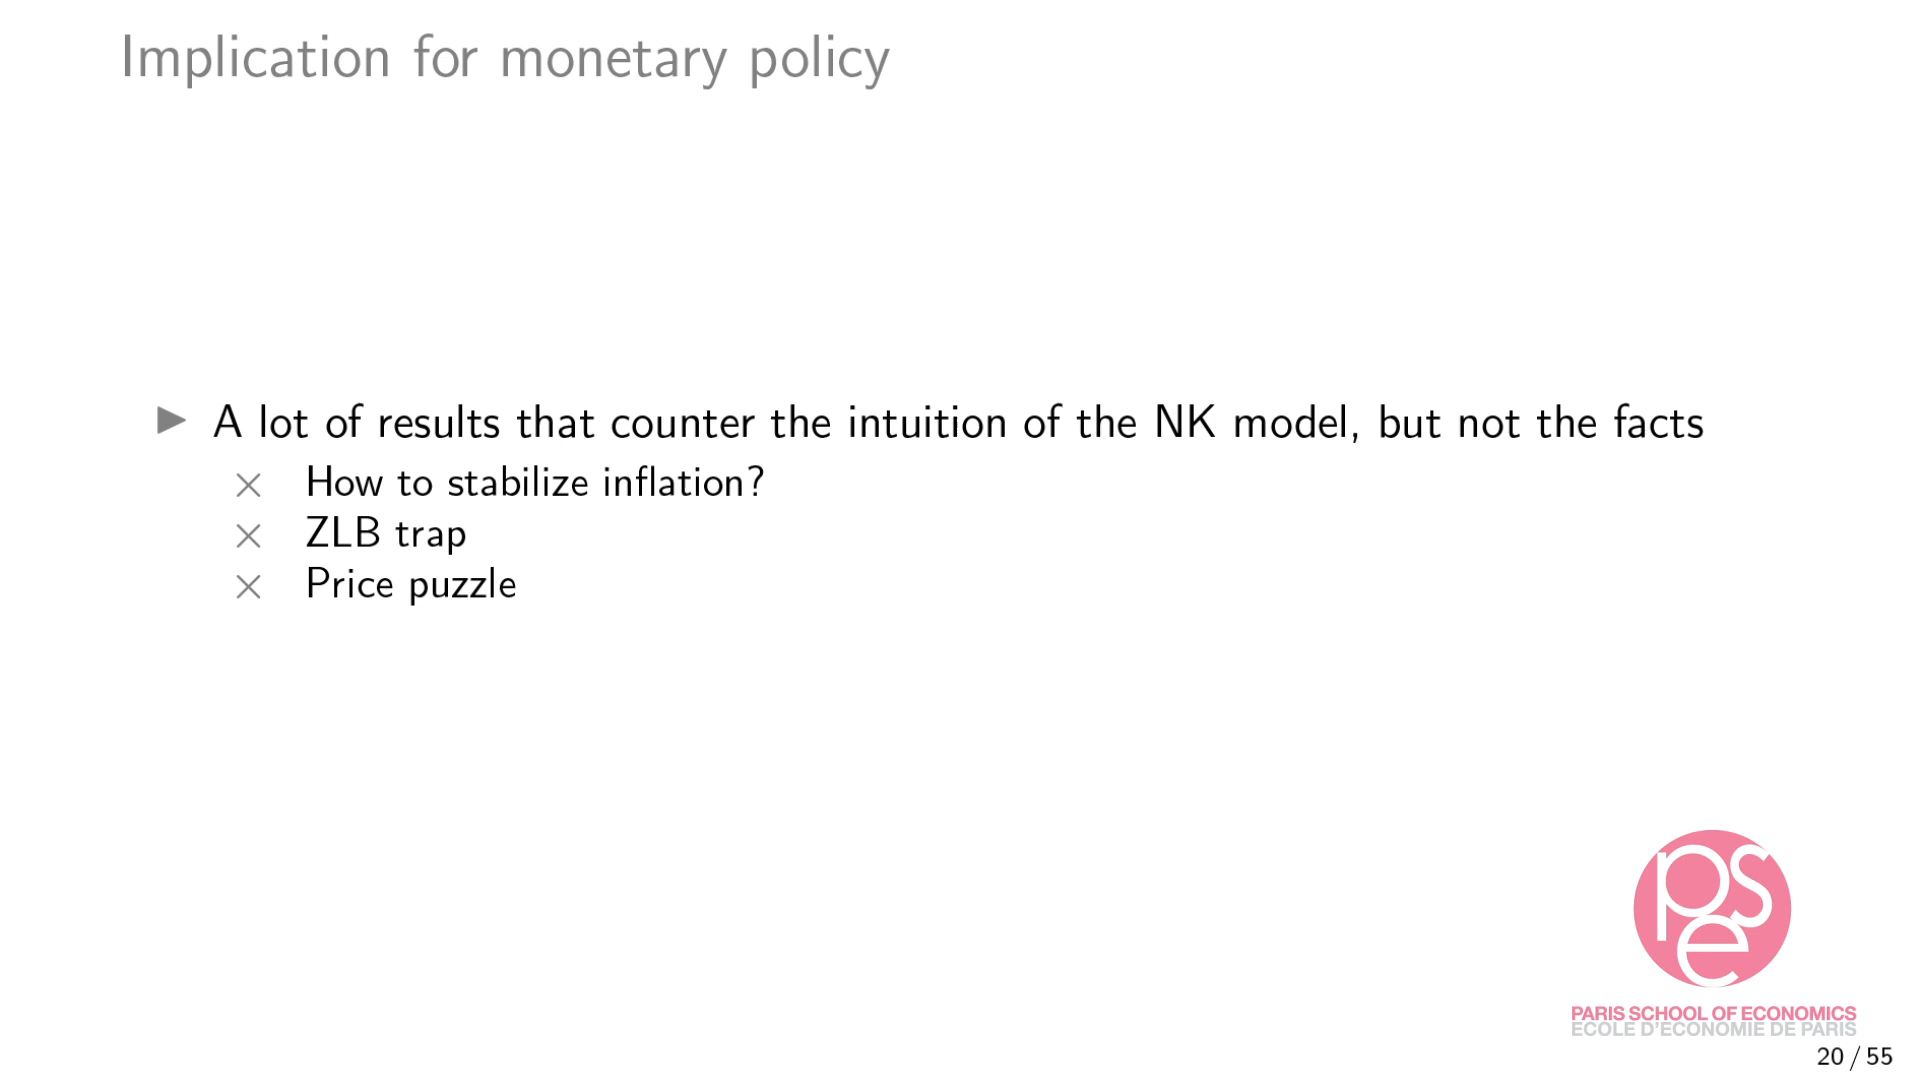 Implication for monetary policy
▶ A lot of results that counter the intuition of the NK model, but not the facts
× How to stabilize inflation?
× ZLB trap
× Price puzzle
pse
PARIS SCHOOL OF ECONOMICS
ECOLE D'ECONOMIE DE PARIS
20 / 55